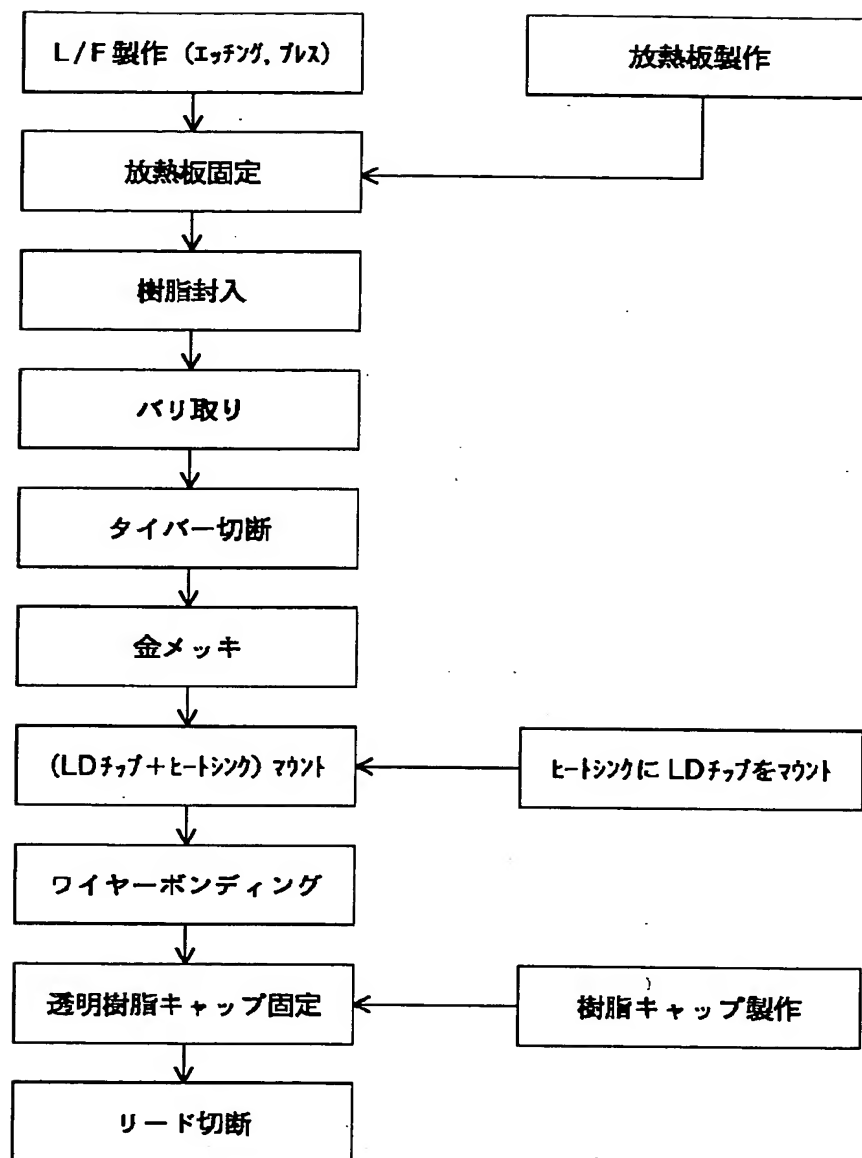 L/F製作 (ｴｯﾁﾝｸﾞ, ﾌﾟﾚｽ)
放熱板製作
放熱板固定
樹脂封入
バリ取り
タイバー切断
金メッキ
(LDﾁｯﾌﾟ+ﾋｰﾄｼﾝｸ) ﾏｳﾝﾄ
ﾋｰﾄｼﾝｸに LDﾁｯﾌﾟをﾏｳﾝﾄ
ワイヤーボンディング
透明樹脂キャップ固定
樹脂キャップ製作
リード切断